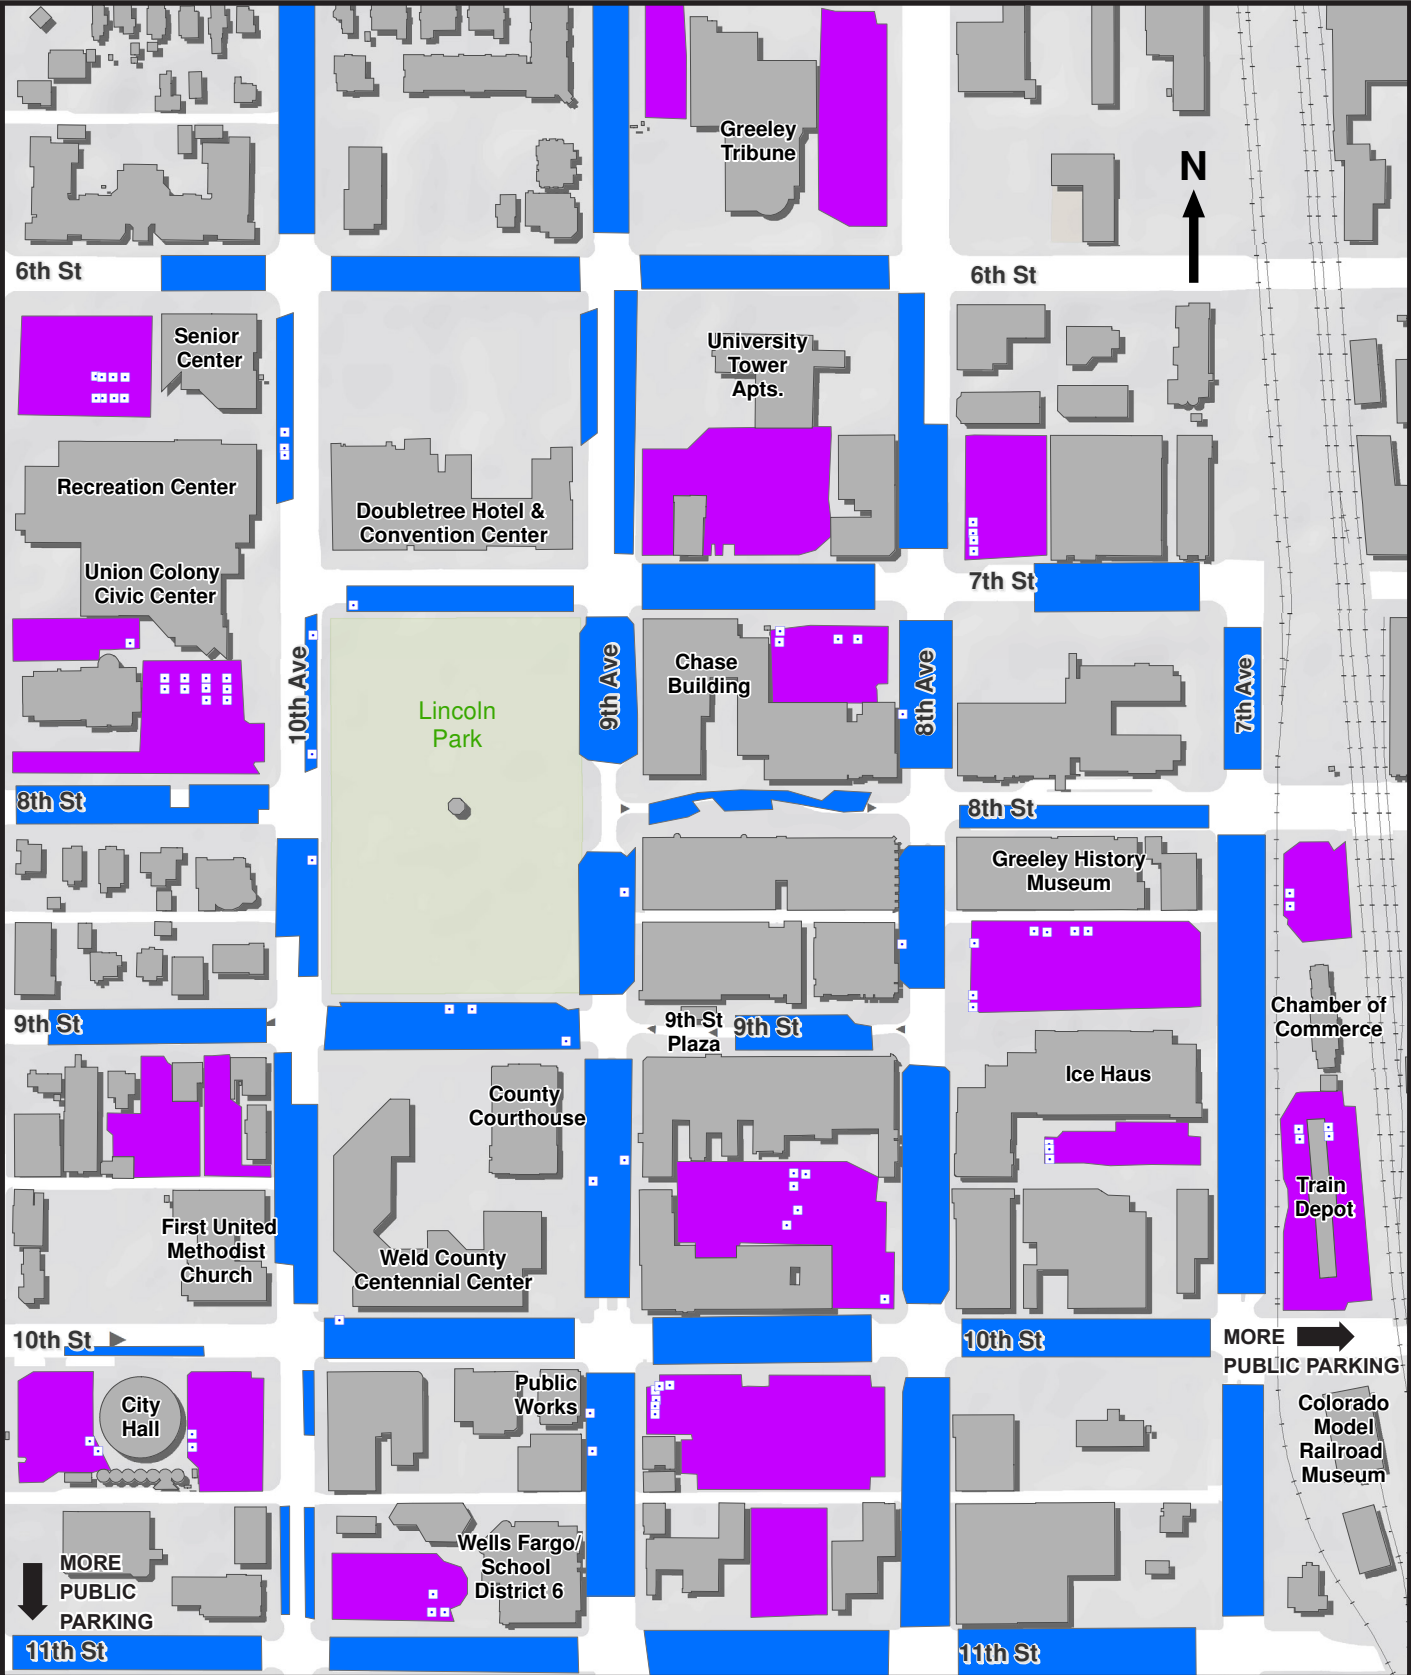 Greeley
Tribune
N
6th St
6th St
Senior
Center
University
Tower
Apts.
Recreation Center
Doubletree Hotel &
Convention Center
Union Colony
Civic Center
7th St
10th Ave
Lincoln
Park
9th Ave
Chase
Building
8th Ave
7th Ave
8th St
8th St
Greeley History
Museum
9th St
9th St
Plaza
9th St
Chamber of
Commerce
Ice Haus
County
Courthouse
First United
Methodist
Church
Weld County
Centennial Center
Train
Depot
10th St
10th St
MORE
PUBLIC PARKING
City
Hall
Public
Works
Colorado
Model
Railroad
Museum
Wells Fargo/
School
District 6
MORE
PUBLIC
PARKING
11th St
11th St